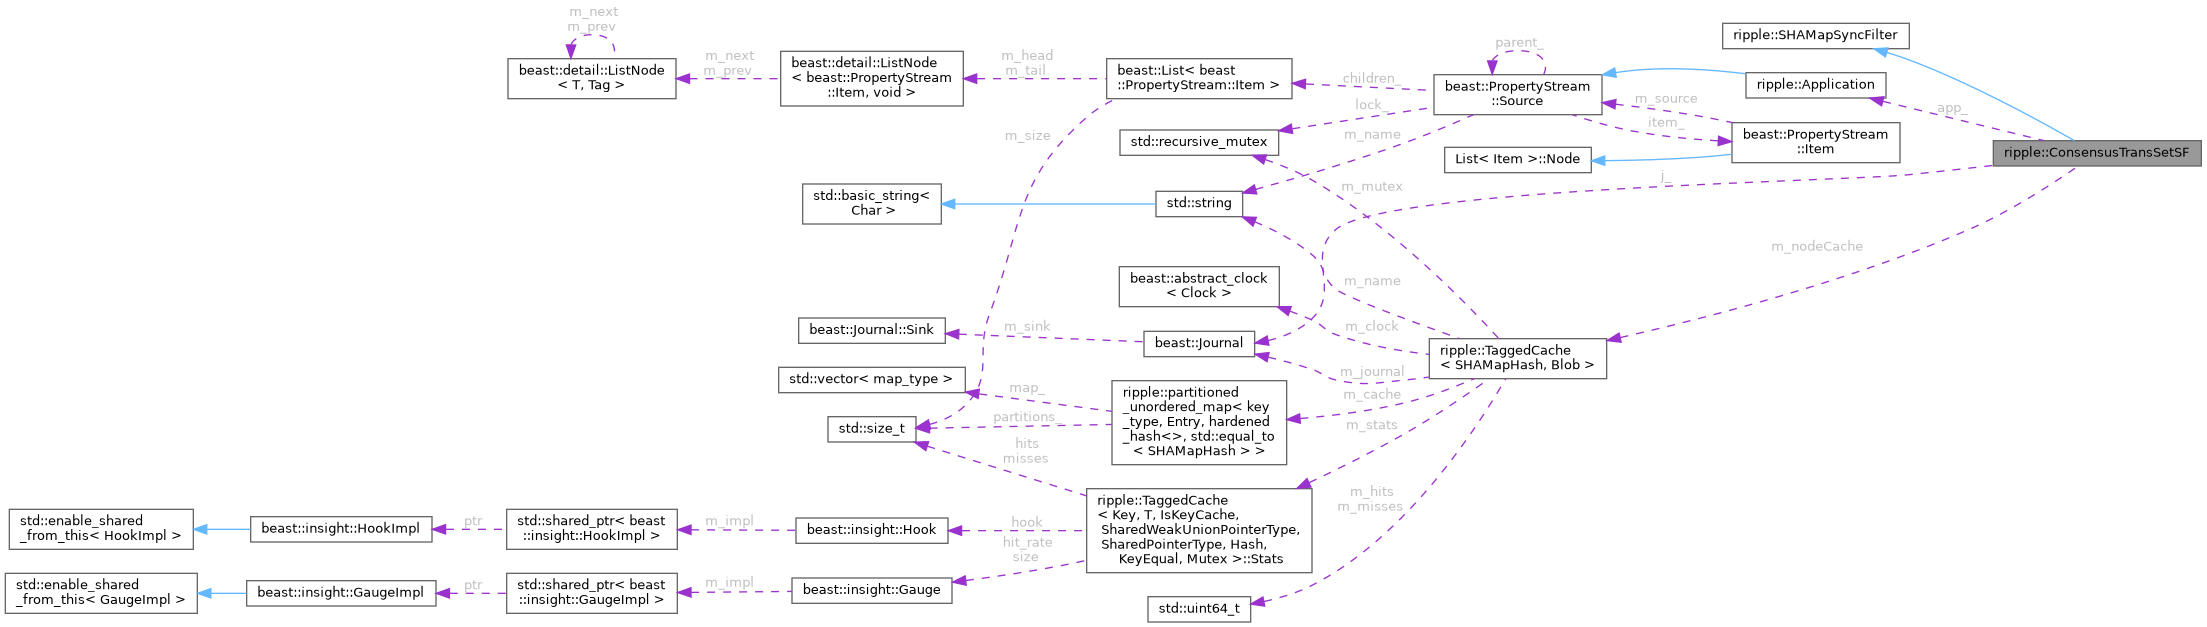 m_next
m_prev
beast::detail::ListNode
< T, Tag >
m_next
m_prev
beast::detail::ListNode
< beast::PropertyStream
::Item, void >
m_head
m_tail
beast::List< beast
::PropertyStream::Item >
children_
parent_
beast::PropertyStream
::Source
lock_
m_name
ripple::SHAMapSyncFilter
ripple::Application
m_source
item_
app_
beast::PropertyStream
::Item
List< Item >::Node
ripple::ConsensusTransSetSF
m_size
std::recursive_mutex
m_mutex
j_
std::basic_string<
Char >
std::string
m_nodeCache
beast::abstract_clock
< Clock >
m_name
m_clock
beast::Journal::Sink
m_sink
beast::Journal
m_journal
ripple::TaggedCache
< SHAMapHash, Blob >
std::vector< map_type >
map_
partitions_
ripple::partitioned
_unordered_map< key
_type, Entry, hardened
_hash<>, std::equal_to
< SHAMapHash > >
m_cache
m_stats
std::size_t
hits
misses
m_hits
m_misses
ripple::TaggedCache
< Key, T, IsKeyCache,
SharedWeakUnionPointerType,
SharedPointerType, Hash,
KeyEqual, Mutex >::Stats
std::enable_shared
_from_this< HookImpl >
beast::insight::HookImpl
ptr
std::shared_ptr< beast
::insight::HookImpl >
m_impl
beast::insight::Hook
hook
hit_rate
size
std::enable_shared
_from_this< GaugeImpl >
beast::insight::GaugeImpl
ptr
std::shared_ptr< beast
::insight::GaugeImpl >
m_impl
beast::insight::Gauge
std::uint64_t